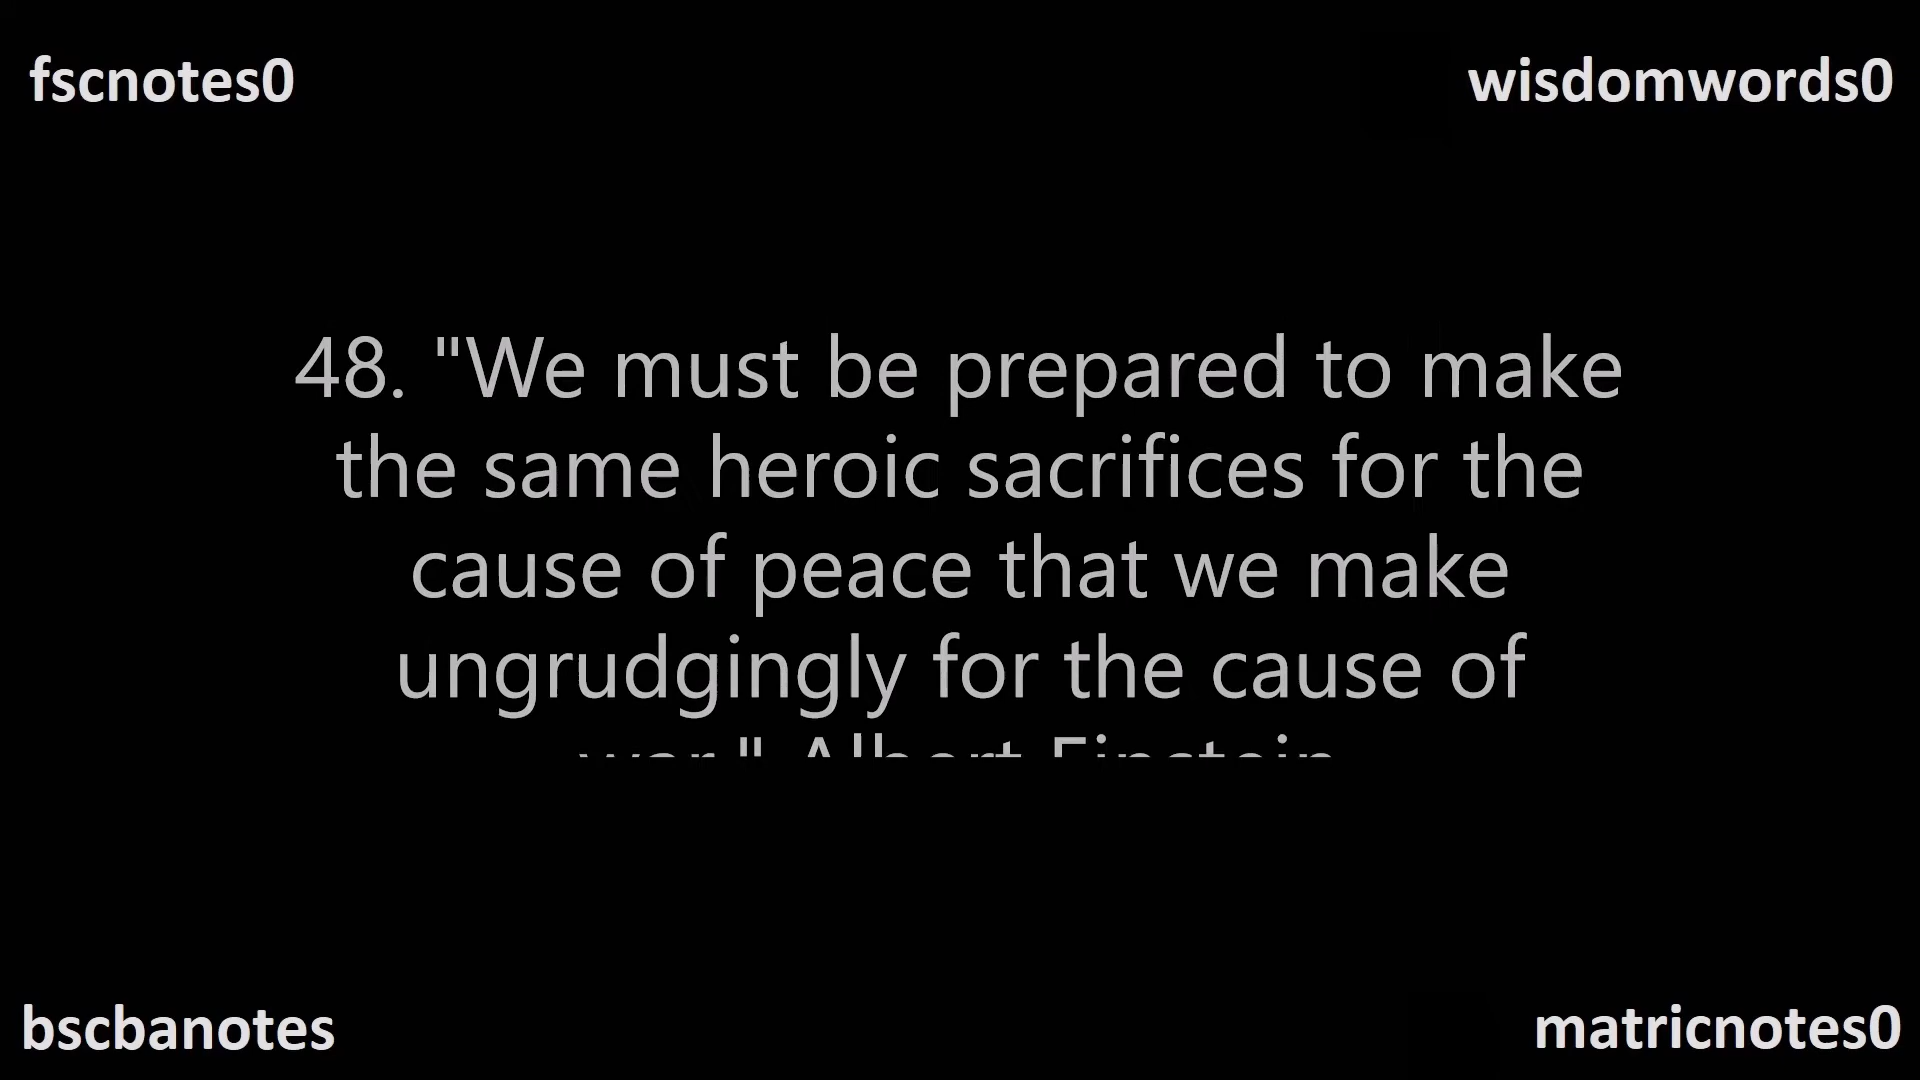 fscnotes0
wisdomwords0
48. "We must be prepared to make
the same heroic sacrifices for the
cause of peace that we make
ungrudgingly for the cause of
war." Albert Einstein
bscbanotes
matricnotes0